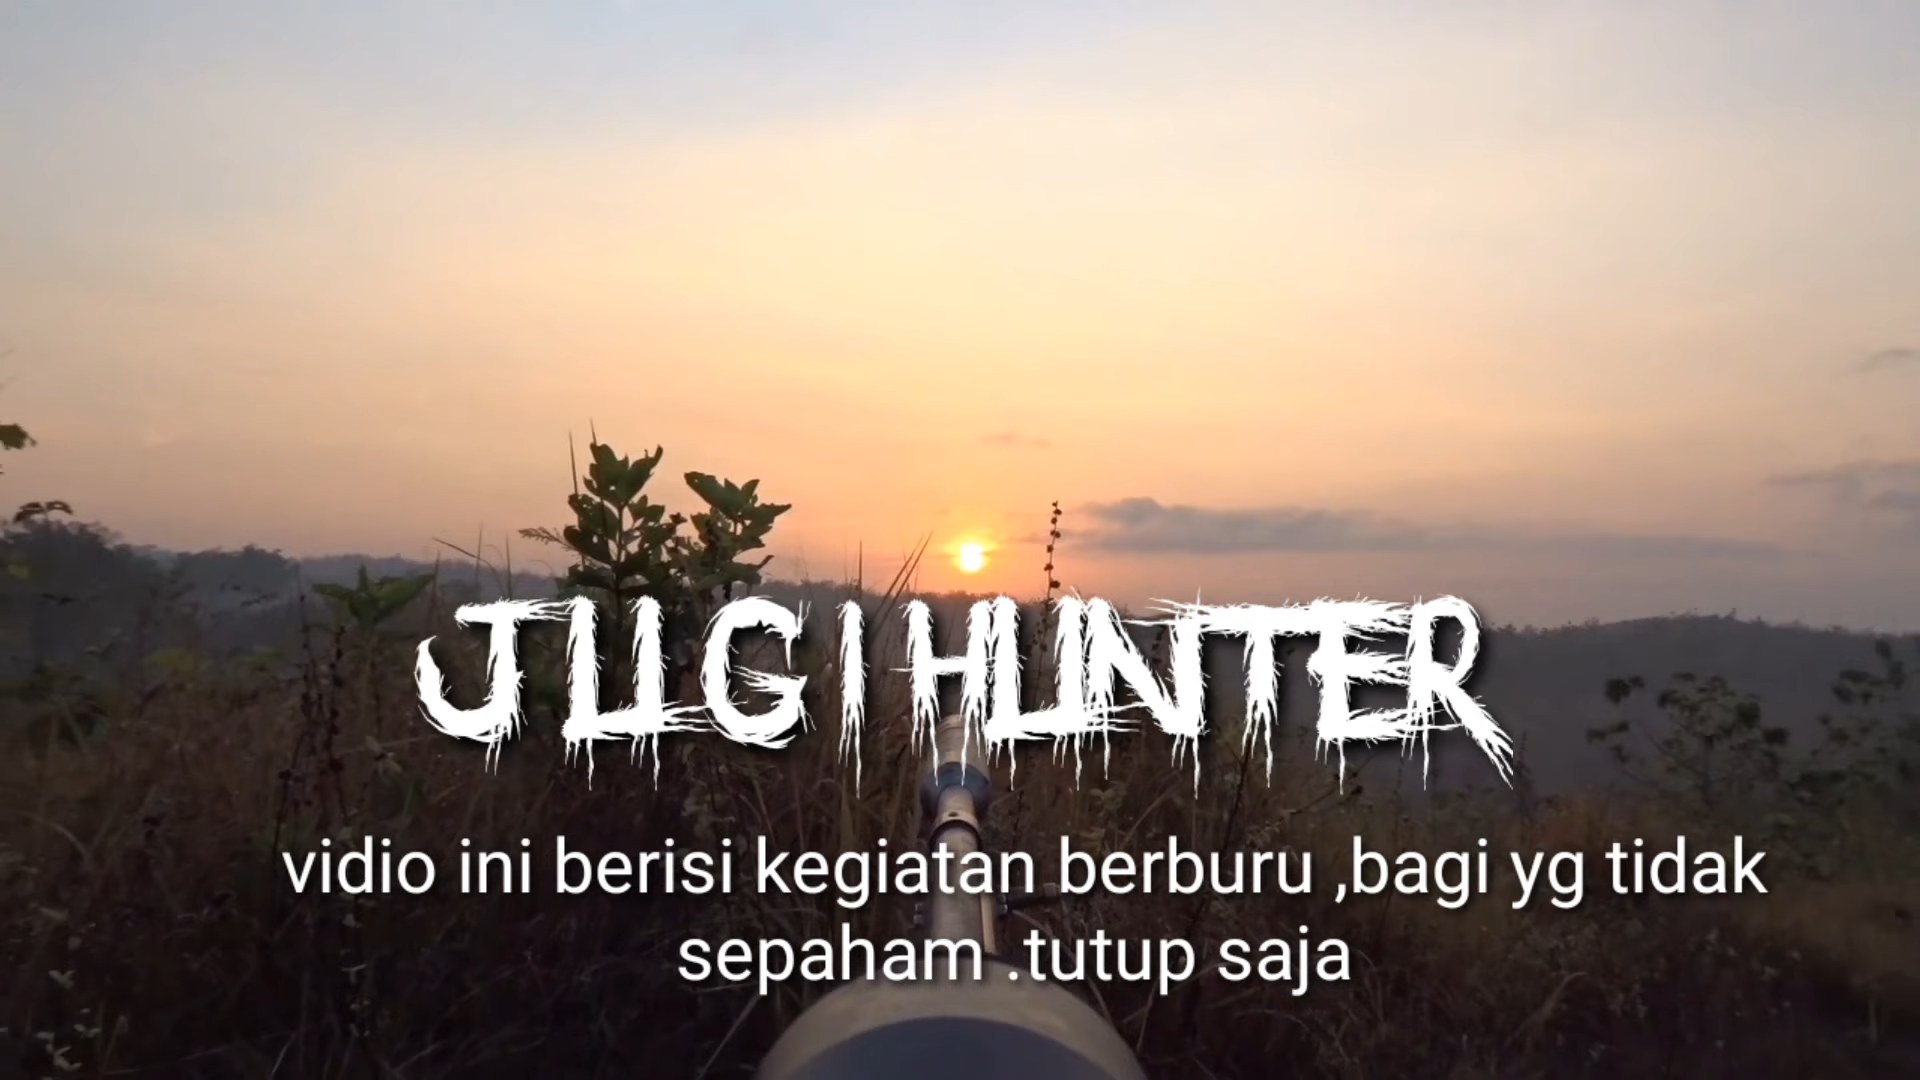 JUGI HUNTER
vidio ini berisi kegiatan berburu ,bagi yg tidak
sepaham .tutup saja